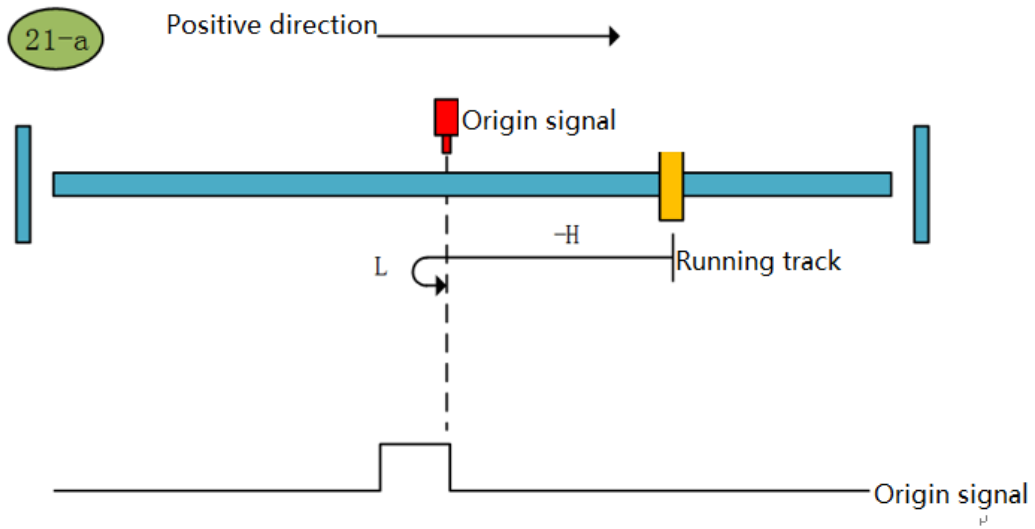 21-a
Positive direction
Origin signal
-H
L
Running track
Origin signal